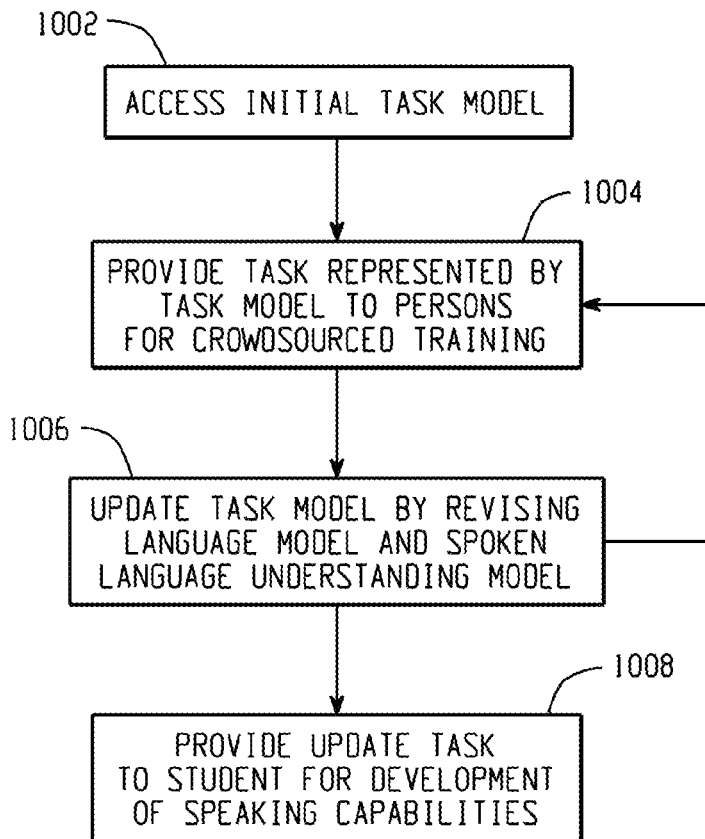 1002
ACCESS INITIAL TASK MODEL
1004
PROVIDE TASK REPRESENTED BY
TASK MODEL TO PERSONS
FOR CROWDSOURCED TRAINING
1006
UPDATE TASK MODEL BY REVISING
LANGUAGE MODEL AND SPOKEN
LANGUAGE UNDERSTANDING MODEL
1008
PROVIDE UPDATE TASK
TO STUDENT FOR DEVELOPMENT
OF SPEAKING CAPABILITIES